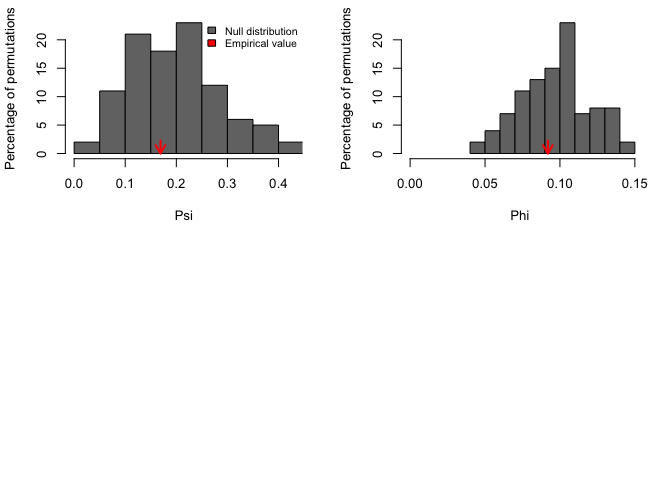 Percentage of permutations
20
15
10
5
0
Null distribution
Empirical value
0.0 0.1 0.2 0.3 0.4
Psi
Percentage of permutations
20
15
10
5
0
0.00 0.05 0.10 0.15
Phi